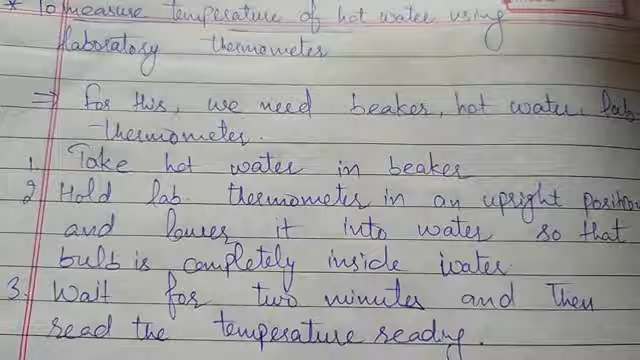 * To measure temperature of hot water using
laboratory thermometer
⇒ For this, we need beaker, hot water, lab
thermometer.
1. Take hot water in beaker
2. Hold lab. thermometer in an upright position
and lower it into water so that
bulb is completely inside water.
3. Wait for two minutes and then
read the temperature reading.